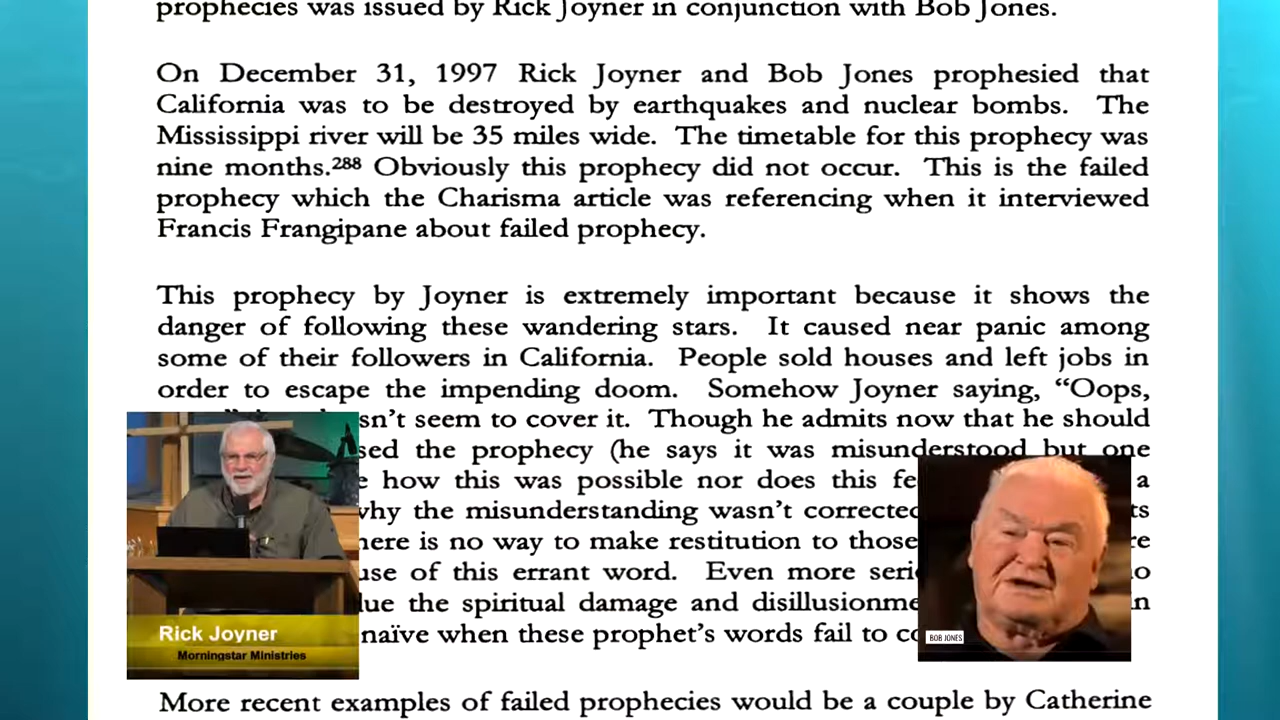 prophecies was issued by Rick Joyner in conjunction with Bob Jones.
On December 31, 1997 Rick Joyner and Bob Jones prophesied that
California was to be destroyed by earthquakes and nuclear bombs. The
Mississippi river will be 35 miles wide. The timetable for this prophecy was
nine months.288 Obviously this prophecy did not occur. This is the failed
prophecy which the Charisma article was referencing when it interviewed
Francis Frangipane about failed prophecy.
This prophecy by Joyner is extremely important because it shows the
danger of following these wandering stars. It caused near panic among
some of their followers in California. People sold houses and left jobs in
order to escape the impending doom. Somehow Joyner saying, “Oops,
sn’t seem to cover it. Though he admits now that he should
sed the prophecy (he says it was misunderstood but one
e how this was possible nor does this fe a
why the misunderstanding wasn’t corrected ts
here is no way to make restitution to those re
use of this errant word. Even more seri o
lue the spiritual damage and disillusionme in
naïve when these prophet’s words fail to co
More recent examples of failed prophecies would be a couple by Catherine
Rick Joyner
Morningstar Ministries
BOB JONES